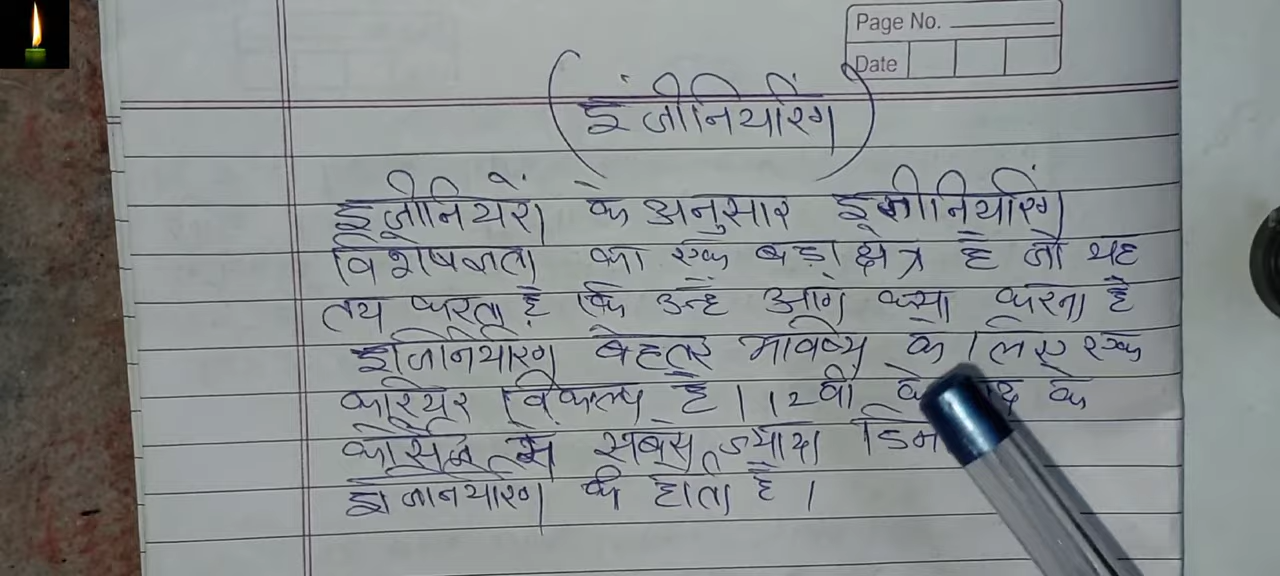 Page No.
Date
(इंजीनियरिंग)
इंजीनियरों के अनुसार इंजीनियरिंग
विशेषज्ञता का एक बड़ा क्षेत्र है जो यह
तय करता है कि उन्हें आगे क्या करना है
इंजीनियरिंग बेहतर भविष्य के लिए एक
करियर विकल्प है। 12वीं के के
कोर्सेज में सबसे ज्यादा
इंजीनियरिंग की होती है।